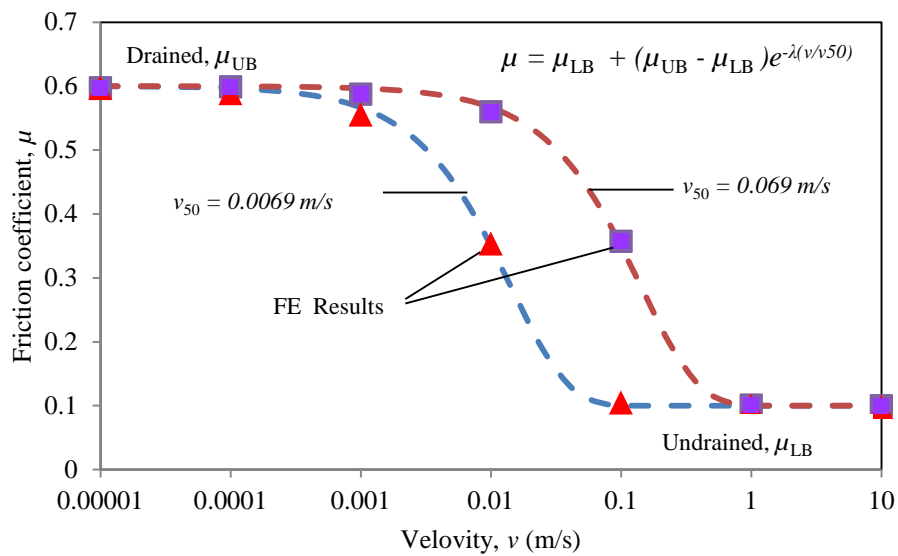 0.7
0.6
0.5
0.4
0.3
0.2
0.1
0
Friction coefficient, μ
Drained, μUB
μ = μLB + (μUB - μLB )e-λ(v/v50)
v50 = 0.0069 m/s
v50 = 0.069 m/s
FE Results
Undrained, μLB
0.00001 0.0001 0.001 0.01 0.1 1 10
Velovity, v (m/s)